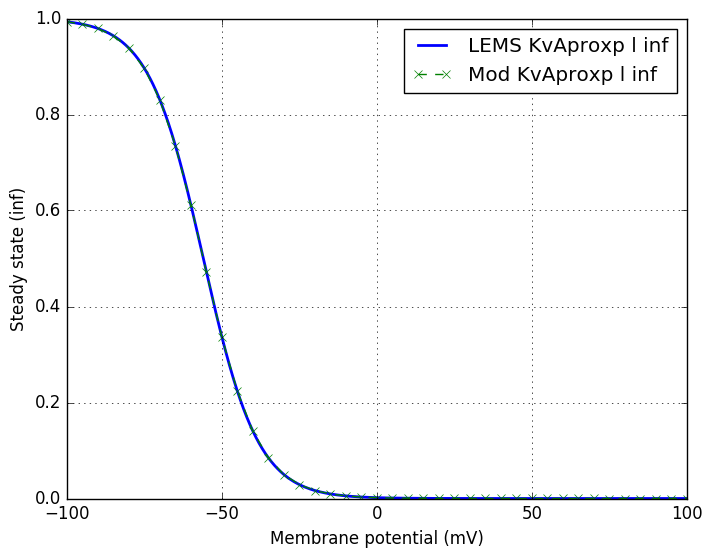 LEMS KvAproxp l inf
Mod KvAproxp l inf
1.0
0.8
0.6
0.4
0.2
0.0
Steady state (inf)
−100
−50
0
50
100
Membrane potential (mV)